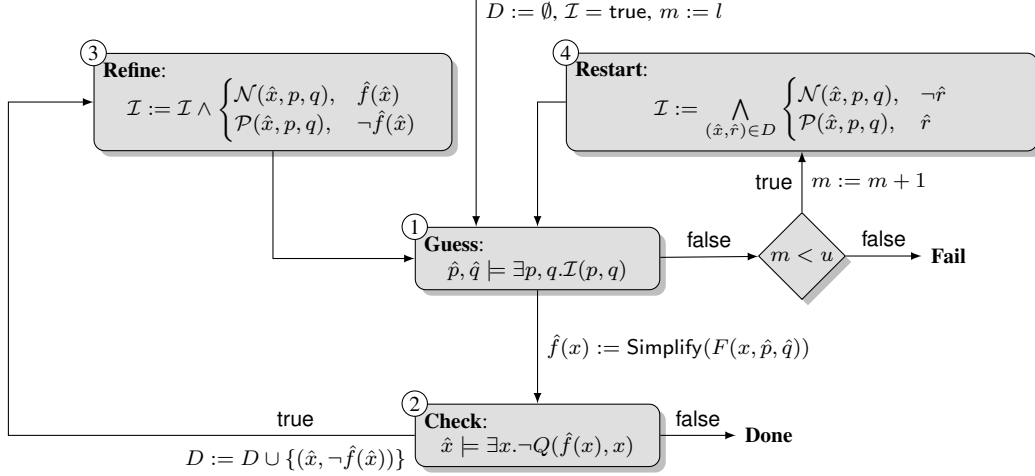 D := ∅, ℐ = true, m := l
3
Refine:
ℐ := ℐ ∧ { 𝒩(x̂, p, q), f̂(x̂)
𝒫(x̂, p, q), ¬f̂(x̂)
4
Restart:
ℐ := ⋀ (x̂,r̂)∈D { 𝒩(x̂, p, q), ¬r̂
𝒫(x̂, p, q), r̂
true m := m + 1
1
Guess:
p̂, q̂ ⊨ ∃p, q.ℐ(p, q)
false
m < u
false
Fail
f̂(x) := Simplify(F(x, p̂, q̂))
2
Check:
x̂ ⊨ ∃x.¬Q(f̂(x), x)
true
D := D ∪ {(x̂, ¬f̂(x̂))}
false
Done